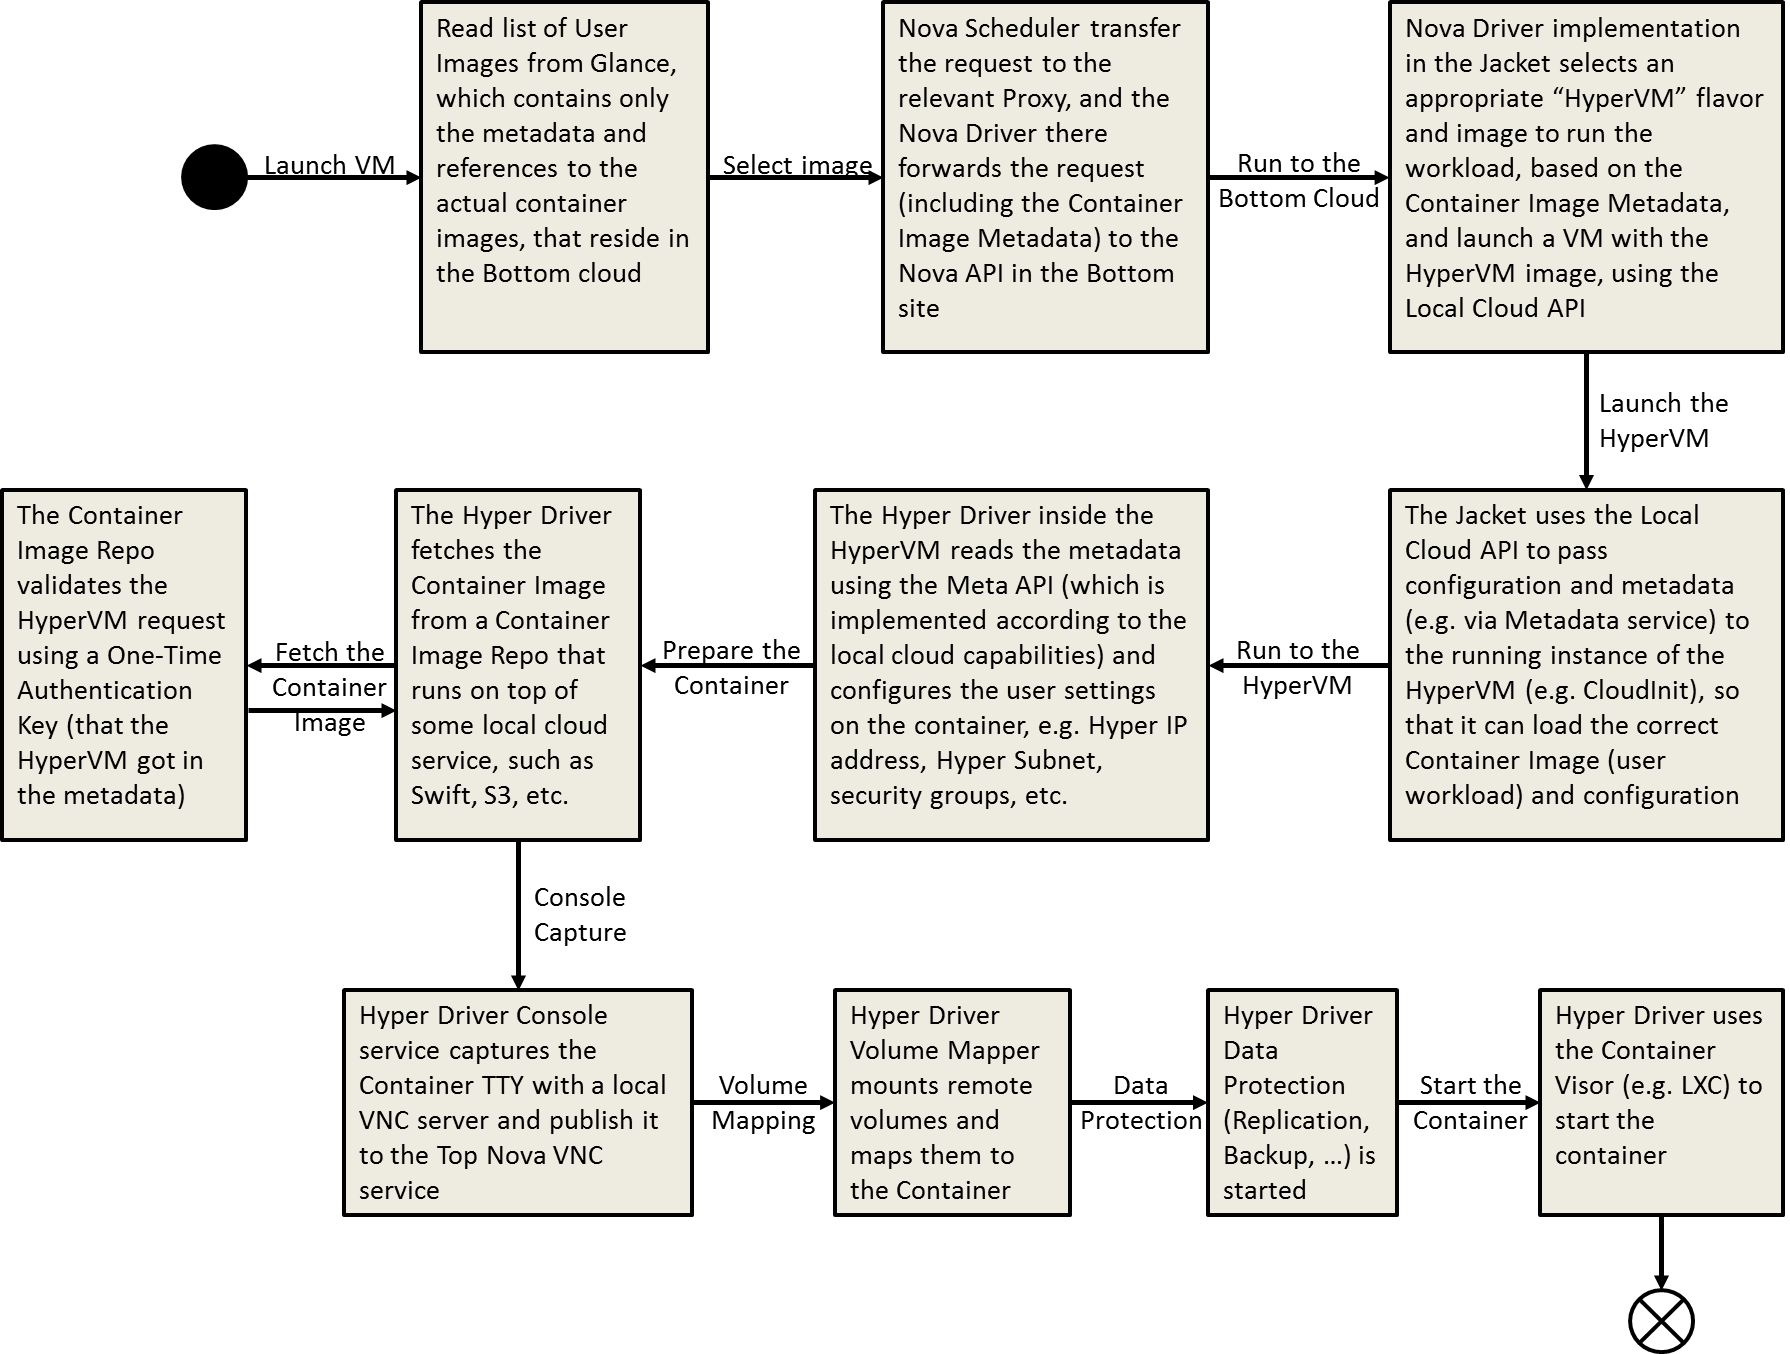 Launch VM
Read list of User
Images from Glance,
which contains only
the metadata and
references to the
actual container
images, that reside in
the Bottom cloud
Select image
Nova Scheduler transfer
the request to the
relevant Proxy, and the
Nova Driver there
forwards the request
(including the Container
Image Metadata) to the
Nova API in the Bottom
site
Run to the
Bottom Cloud
Nova Driver implementation
in the Jacket selects an
appropriate “HyperVM” flavor
and image to run the
workload, based on the
Container Image Metadata,
and launch a VM with the
HyperVM image, using the
Local Cloud API
Launch the
HyperVM
The Jacket uses the Local
Cloud API to pass
configuration and metadata
(e.g. via Metadata service) to
the running instance of the
HyperVM (e.g. CloudInit), so
that it can load the correct
Container Image (user
workload) and configuration
Run to the
HyperVM
The Hyper Driver inside the
HyperVM reads the metadata
using the Meta API (which is
implemented according to the
local cloud capabilities) and
configures the user settings
on the container, e.g. Hyper IP
address, Hyper Subnet,
security groups, etc.
Prepare the
Container
The Hyper Driver
fetches the
Container Image
from a Container
Image Repo that
runs on top of
some local cloud
service, such as
Swift, S3, etc.
Fetch the
Container
Image
The Container
Image Repo
validates the
HyperVM request
using a One-Time
Authentication
Key (that the
HyperVM got in
the metadata)
Console
Capture
Hyper Driver Console
service captures the
Container TTY with a local
VNC server and publish it
to the Top Nova VNC
service
Volume
Mapping
Hyper Driver
Volume Mapper
mounts remote
volumes and
maps them to
the Container
Data
Protection
Hyper Driver
Data
Protection
(Replication,
Backup, …) is
started
Start the
Container
Hyper Driver uses
the Container
Visor (e.g. LXC) to
start the
container